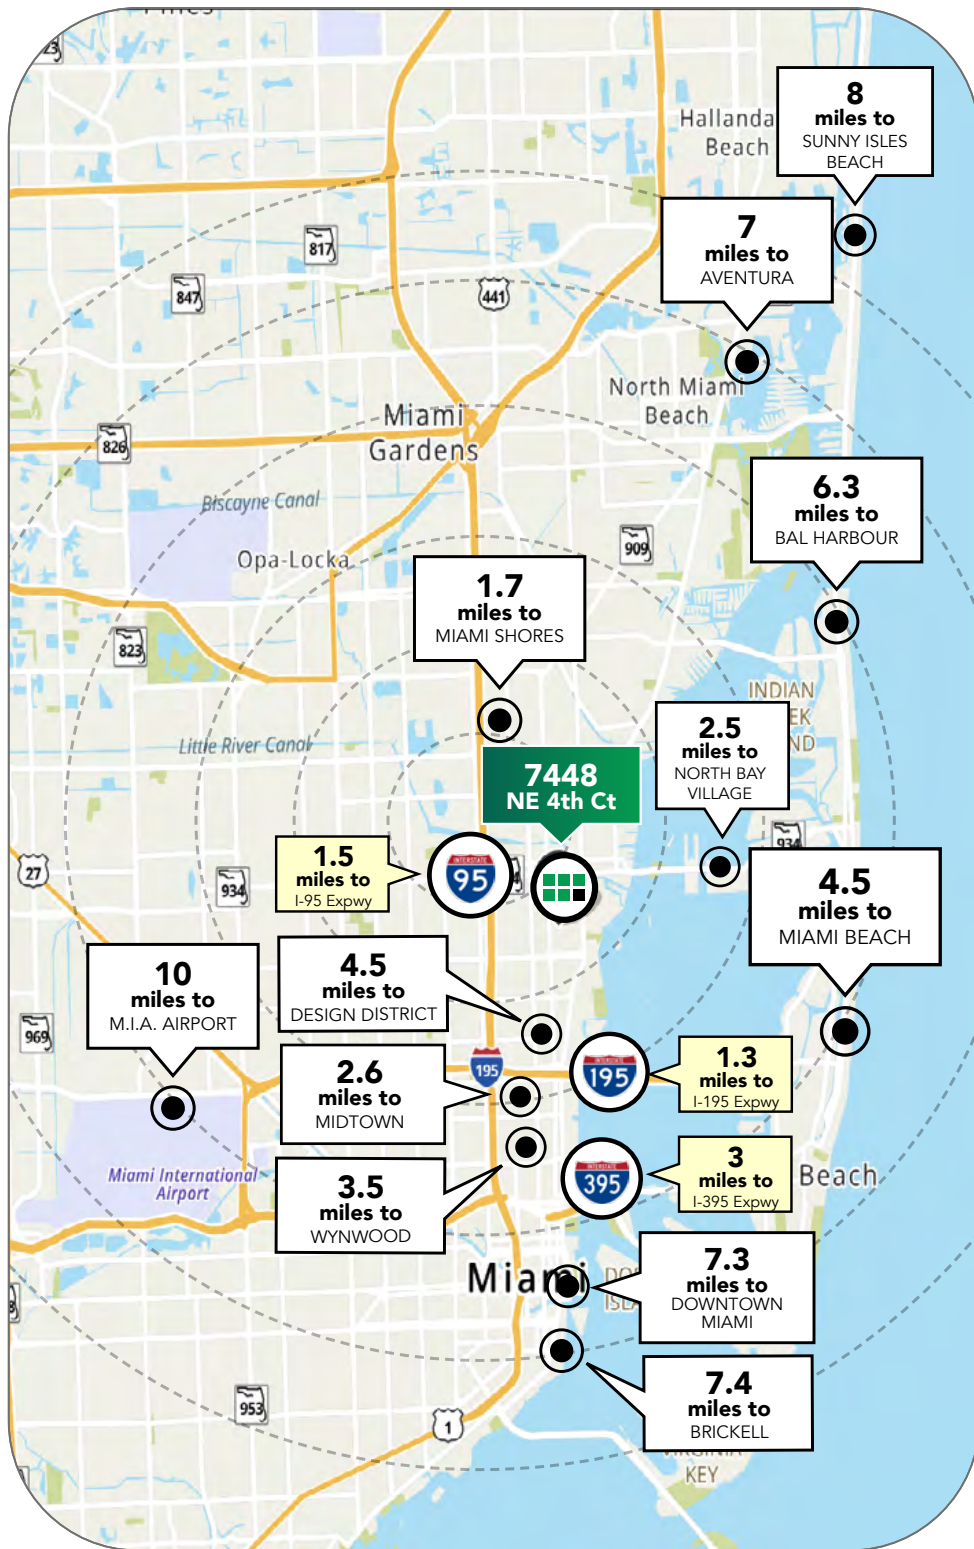 8
miles to
SUNNY ISLES
BEACH
Beach
817
7
miles to
AVENTURA
847
441
North Miami
Beach
Miami
Gardens
826
6.3
miles to
BAL HARBOUR
Biscayne Canal
909
Opa-Locka
1.7
miles to
MIAMI SHORES
823
INDIAN
2.5
miles to
NORTH BAY
VILLAGE
Little River Canal
7448
NE 4th Ct
934
27
1.5
miles to
I-95 Expwy
INTERSTATE
95
934
4.5
miles to
MIAMI BEACH
10
miles to
M.I.A. AIRPORT
4.5
miles to
DESIGN DISTRICT
969
195
INTERSTATE
195
1.3
miles to
I-195 Expwy
2.6
miles to
MIDTOWN
Miami International
Airport
3.5
miles to
WYNWOOD
INTERSTATE
395
3
miles to
I-395 Expwy
Beach
Miami
7.3
miles to
DOWNTOWN
MIAMI
7.4
miles to
BRICKELL
953
1
KEY